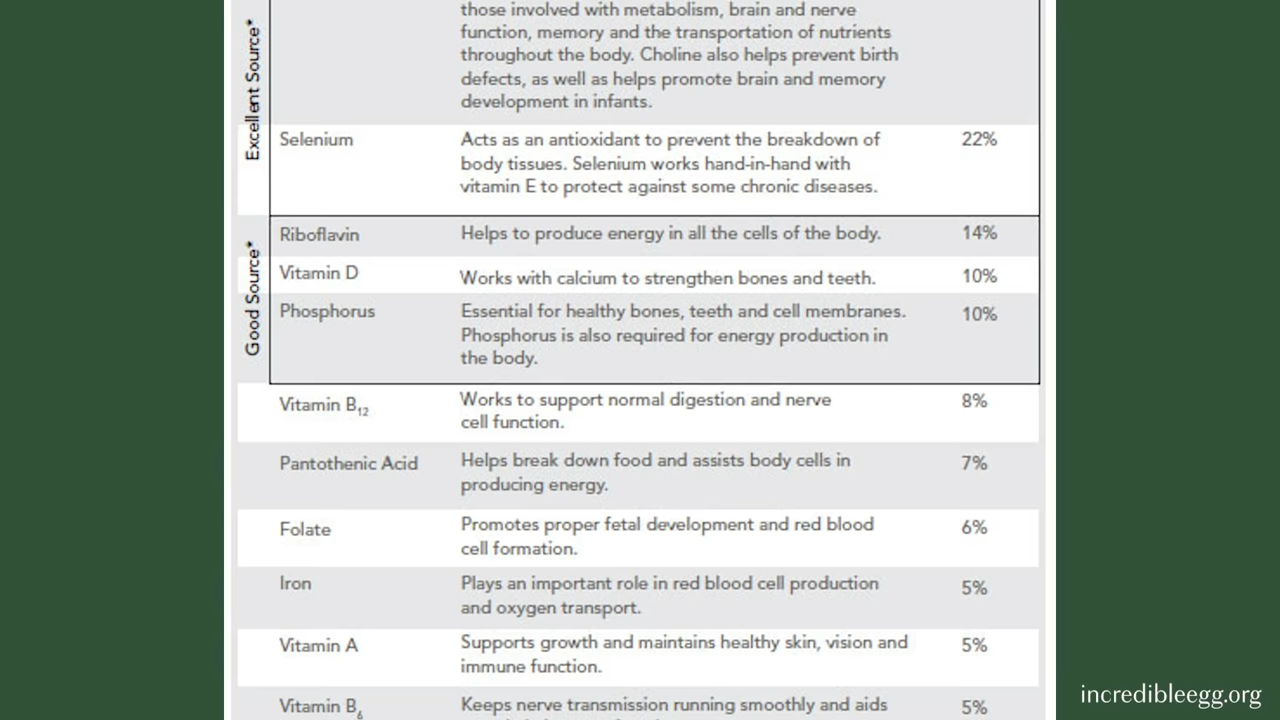 those involved with metabolism, brain and nerve
function, memory and the transportation of nutrients
throughout the body. Choline also helps prevent birth
defects, as well as helps promote brain and memory
development in infants.
Excellent Source*
Selenium Acts as an antioxidant to prevent the breakdown of 22%
body tissues. Selenium works hand-in-hand with
vitamin E to protect against some chronic diseases.
Good Source*
Riboflavin Helps to produce energy in all the cells of the body. 14%
Vitamin D Works with calcium to strengthen bones and teeth. 10%
Phosphorus Essential for healthy bones, teeth and cell membranes. 10%
Phosphorus is also required for energy production in
the body.
Vitamin B₁₂ Works to support normal digestion and nerve 8%
cell function.
Pantothenic Acid Helps break down food and assists body cells in 7%
producing energy.
Folate Promotes proper fetal development and red blood 6%
cell formation.
Iron Plays an important role in red blood cell production 5%
and oxygen transport.
Vitamin A Supports growth and maintains healthy skin, vision and 5%
immune function.
Vitamin B₆ Keeps nerve transmission running smoothly and aids 5%
incredibleegg.org